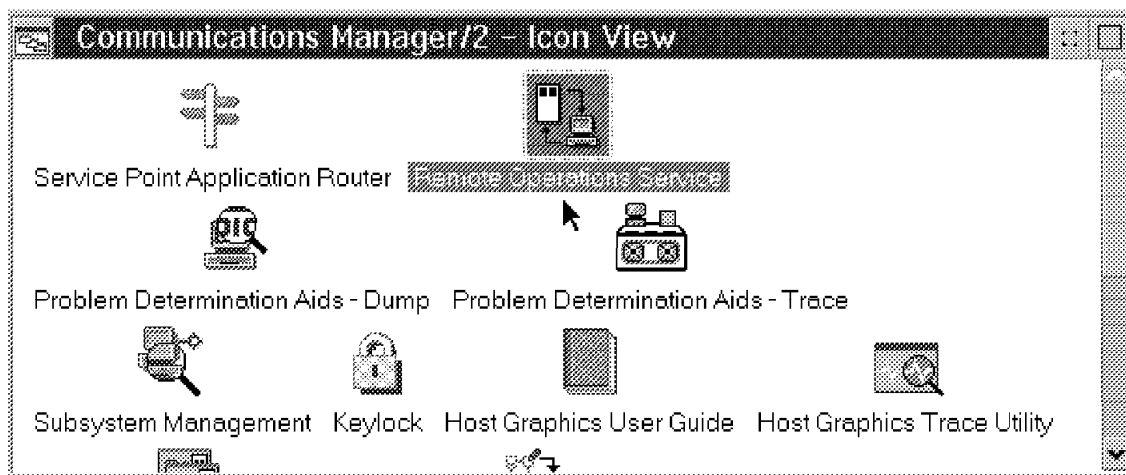 Communications Manager/2 – Icon View
Service Point Application Router Remote Operations Service
Problem Determination Aids - Dump Problem Determination Aids - Trace
Subsystem Management Keylock Host Graphics User Guide Host Graphics Trace Utility